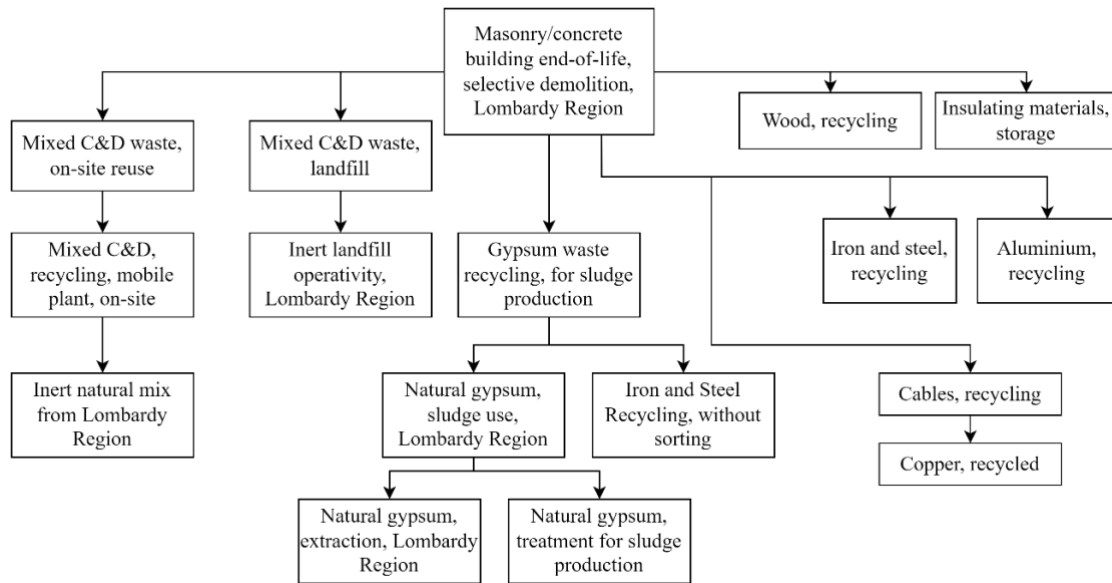 Masonry/concrete
building end-of-life,
selective demolition,
Lombardy Region
Mixed C&D waste,
on-site reuse
Mixed C&D waste,
landfill
Wood, recycling
Insulating materials,
storage
Mixed C&D,
recycling, mobile
plant, on-site
Inert landfill
operativity,
Lombardy Region
Gypsum waste
recycling, for sludge
production
Iron and steel,
recycling
Aluminium,
recycling
Inert natural mix
from Lombardy
Region
Natural gypsum,
sludge use,
Lombardy Region
Iron and Steel
Recycling, without
sorting
Cables, recycling
Copper, recycled
Natural gypsum,
extraction, Lombardy
Region
Natural gypsum,
treatment for sludge
production